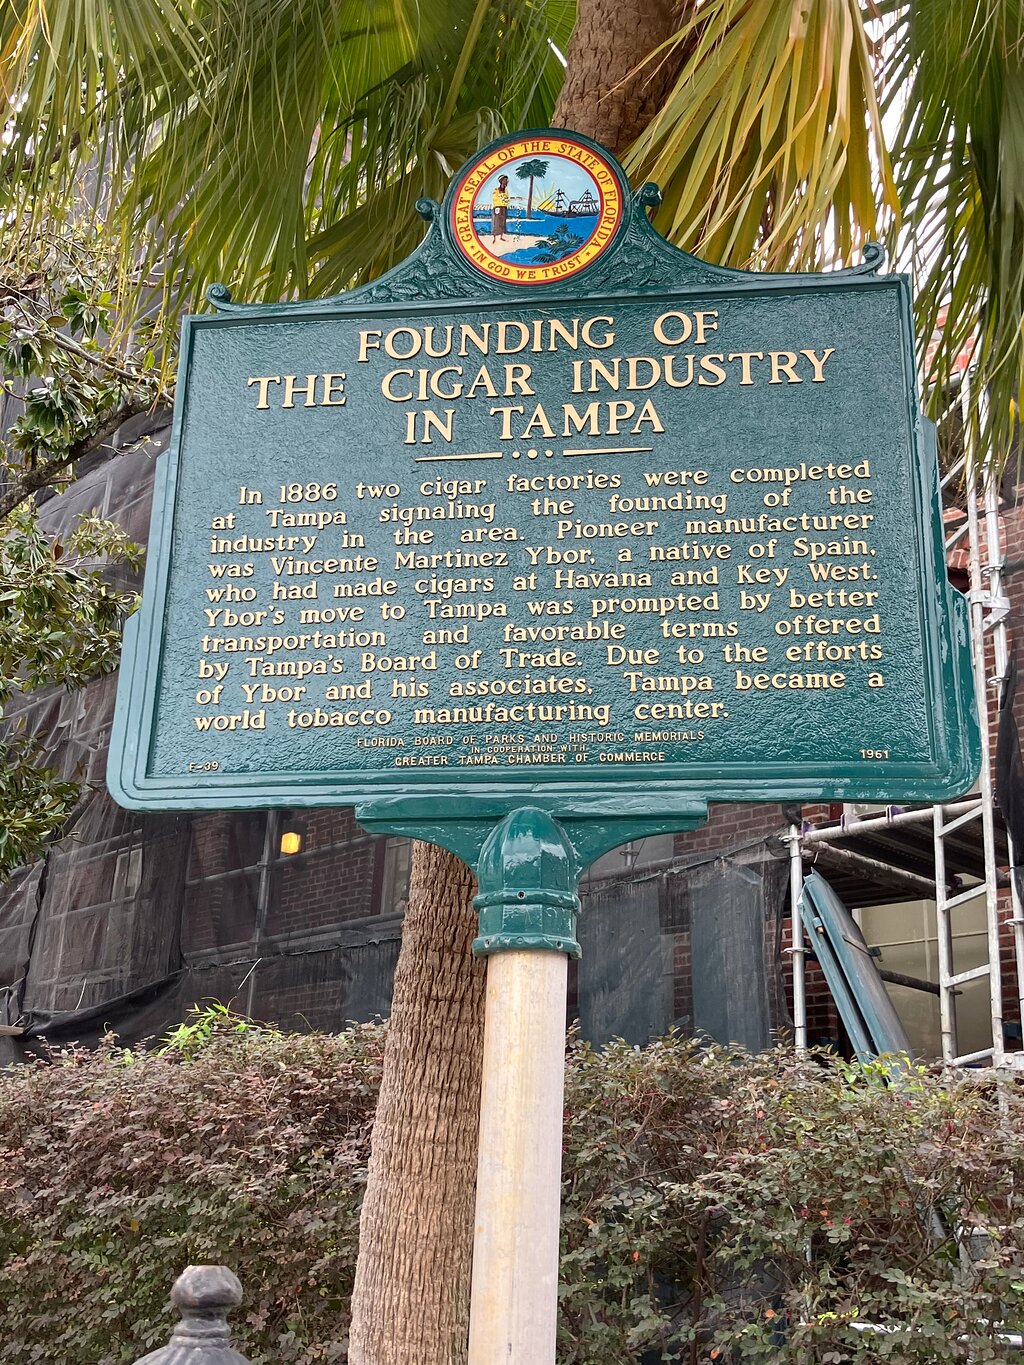 GREAT SEAL OF THE STATE OF FLORIDA
IN GOD WE TRUST
FOUNDING OF
THE CIGAR INDUSTRY
IN TAMPA
In 1886 two cigar factories were completed
at Tampa signaling the founding of the
industry in the area. Pioneer manufacturer
was Vincente Martinez Ybor, a native of Spain,
who had made cigars at Havana and Key West.
Ybor's move to Tampa was prompted by better
transportation and favorable terms offered
by Tampa's Board of Trade. Due to the efforts
of Ybor and his associates, Tampa became a
world tobacco manufacturing center.
FLORIDA BOARD OF PARKS AND HISTORIC MEMORIALS
IN COOPERATION WITH
GREATER TAMPA CHAMBER OF COMMERCE
F-39
1961